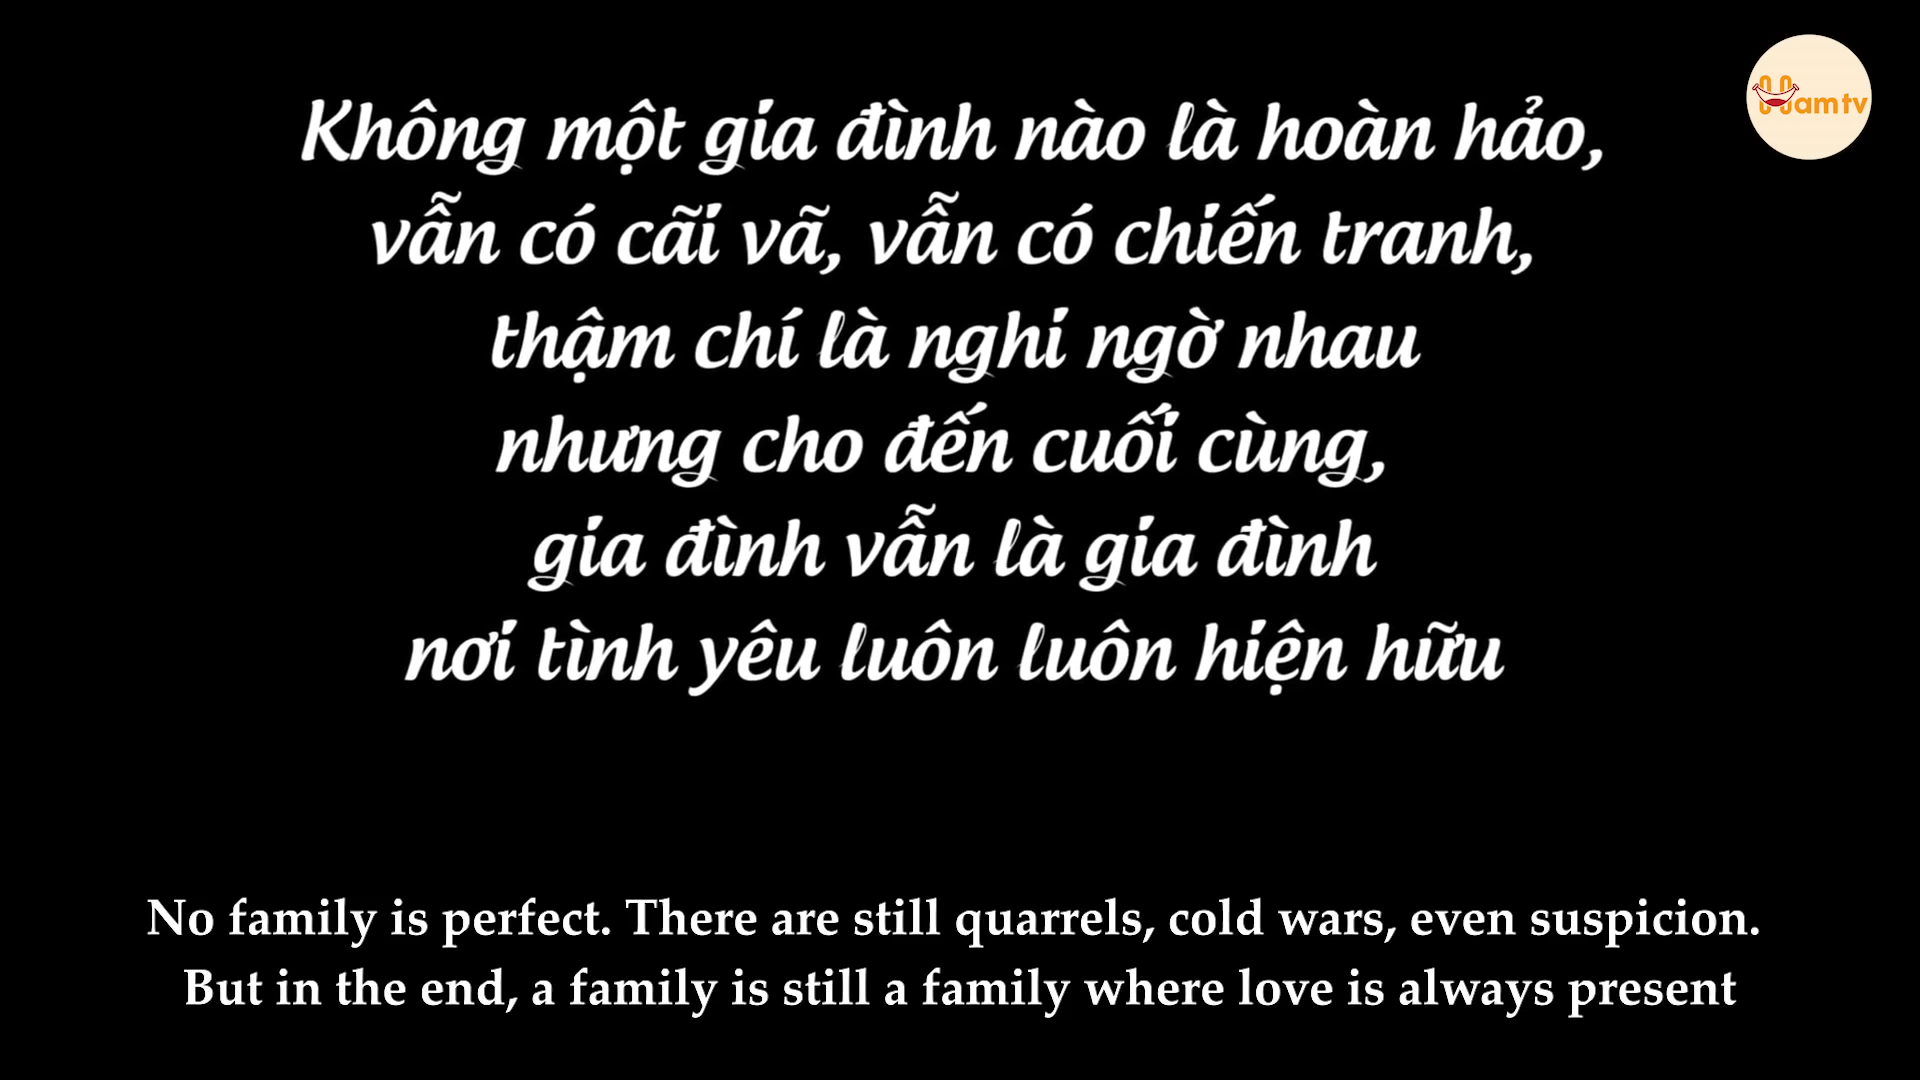 Không một gia đình nào là hoàn hảo,
vẫn có cãi vã, vẫn có chiến tranh,
thậm chí là nghi ngờ nhau
nhưng cho đến cuối cùng,
gia đình vẫn là gia đình
nơi tình yêu luôn luôn hiện hữu
No family is perfect. There are still quarrels, cold wars, even suspicion.
But in the end, a family is still a family where love is always present
Hamtv